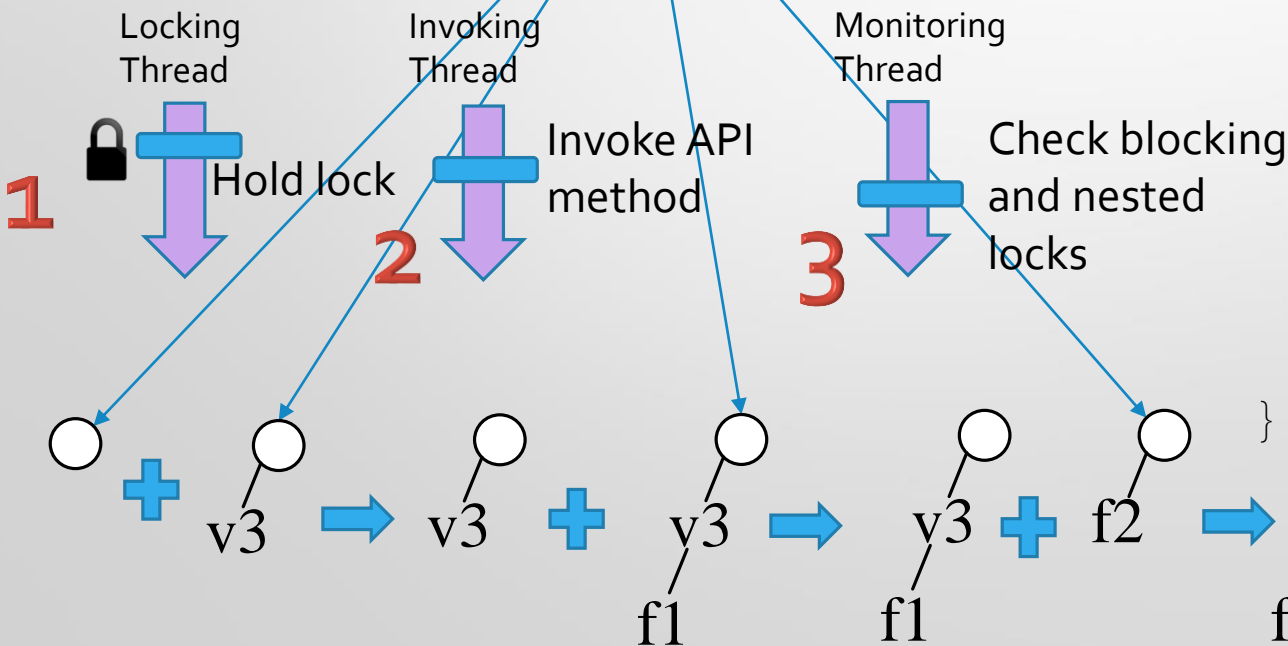 Locking
Thread
Invoking
Thread
Monitoring
Thread
1
Hold lock
2
Invoke API
method
3
Check blocking
and nested
locks
}
v3
v3
v3
v3
f2
f1
f1
f